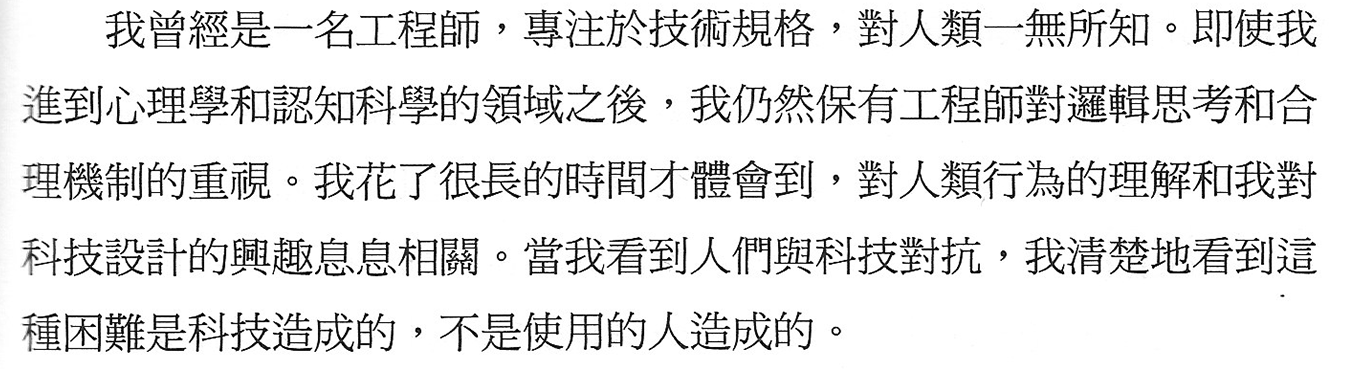 我曾經是一名工程師，專注於技術規格，對人類一無所知。即使我
進到心理學和認知科學的領域之後，我仍然保有工程師對邏輯思考和合
理機制的重視。我花了很長的時間才體會到，對人類行為的理解和我對
科技設計的興趣息息相關。當我看到人們與科技對抗，我清楚地看到這
種困難是科技造成的，不是使用的人造成的。